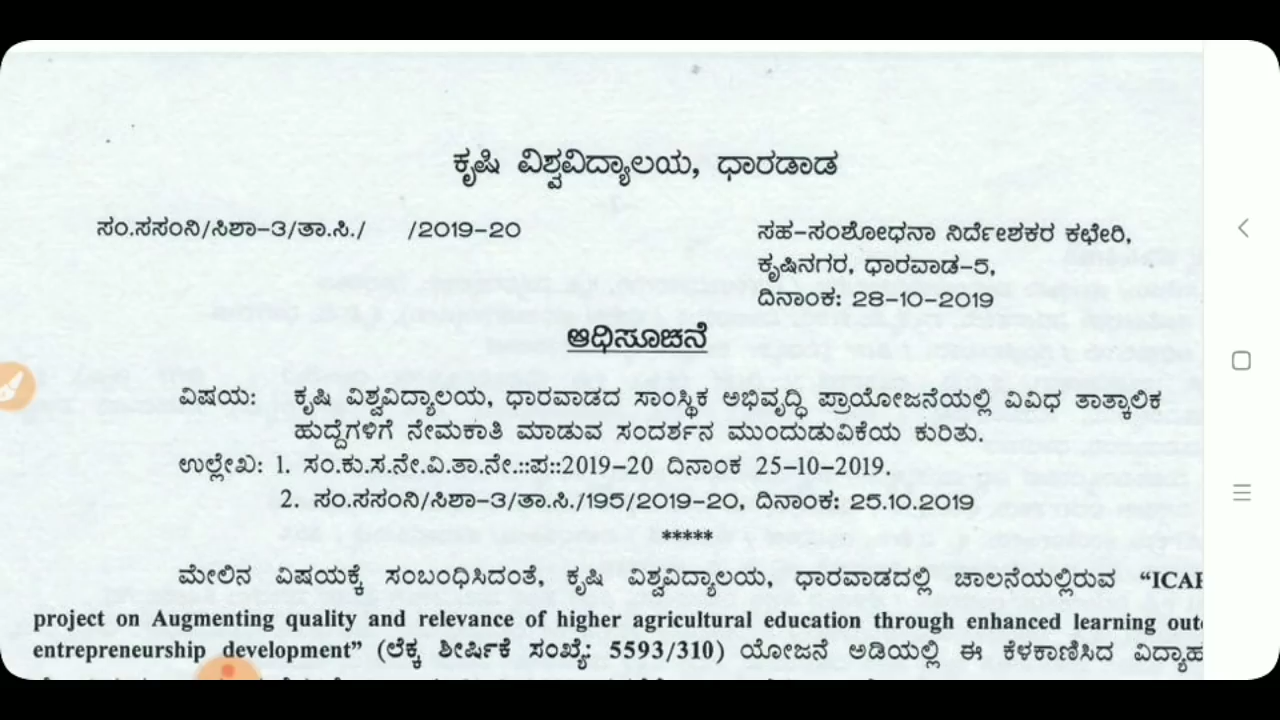 ಕೃಷಿ ವಿಶ್ವವಿದ್ಯಾಲಯ, ಧಾರಡಾಡ
ಸಂ.ಸಸಂನಿ/ಸಿಶಾ-3/ತಾ.ಸಿ./ /2019-20
ಸಹ-ಸಂಶೋಧನಾ ನಿರ್ದೇಶಕರ ಕಛೇರಿ,
ಕೃಷಿನಗರ, ಧಾರವಾಡ-5,
ದಿನಾಂಕ: 28-10-2019
ಆಧಿಸೂಚನೆ
ವಿಷಯ: ಕೃಷಿ ವಿಶ್ವವಿದ್ಯಾಲಯ, ಧಾರವಾಡದ ಸಾಂಸ್ಥಿಕ ಅಭಿವೃದ್ಧಿ ಪ್ರಾಯೋಜನೆಯಲ್ಲಿ ವಿವಿಧ ತಾತ್ಕಾಲಿಕ
ಹುದ್ದೆಗಳಿಗೆ ನೇಮಕಾತಿ ಮಾಡುವ ಸಂದರ್ಶನ ಮುಂದುಡುವಿಕೆಯ ಕುರಿತು.
ಉಲ್ಲೇಖ: 1. ಸಂ.ಕು.ಸ.ನೇ.ವಿ.ತಾ.ನೇ.::ಪ::2019-20 ದಿನಾಂಕ 25-10-2019.
2. ಸಂ.ಸಸಂನಿ/ಸಿಶಾ-3/ತಾ.ಸಿ./195/2019-20, ದಿನಾಂಕ: 25.10.2019
*****
ಮೇಲಿನ ವಿಷಯಕ್ಕೆ ಸಂಬಂಧಿಸಿದಂತೆ, ಕೃಷಿ ವಿಶ್ವವಿದ್ಯಾಲಯ, ಧಾರವಾಡದಲ್ಲಿ ಚಾಲನೆಯಲ್ಲಿರುವ
project on Augmenting quality and relevance of higher agricultural education through enhanced learning
entrepreneurship development” (ಲೆಕ್ಕ ಶೀರ್ಷಿಕೆ ಸಂಖ್ಯೆ: 5593/310) ಯೋಜನೆ ಅಡಿಯಲ್ಲಿ ಈ ಕೆಳಕಾಣಿಸಿದ